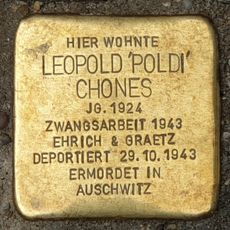 HIER WOHNTE
LEOPOLD 'POLDI'
CHONES
JG. 1924
ZWANGSARBEIT 1943
EHRICH & GRAETZ
DEPORTIERT 29.10.1943
ERMORDET IN
AUSCHWITZ